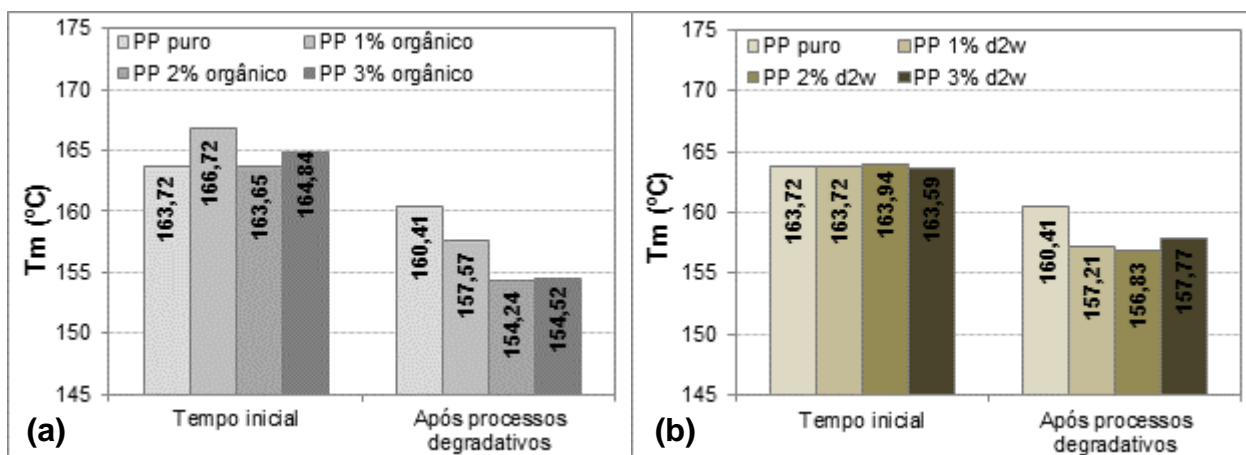 175
170
165
160
155
150
145
Tm (ºC)
PP puro
PP 1% orgânico
PP 2% orgânico
PP 3% orgânico
163,72
166,72
163,65
164,84
160,41
157,57
154,24
154,52
Tempo inicial
Após processos
degradativos
(a)
175
170
165
160
155
150
145
Tm (ºC)
PP puro
PP 1% d2w
PP 2% d2w
PP 3% d2w
163,72
163,72
163,94
163,59
160,41
157,21
156,83
157,77
Tempo inicial
Após processos
degradativos
(b)